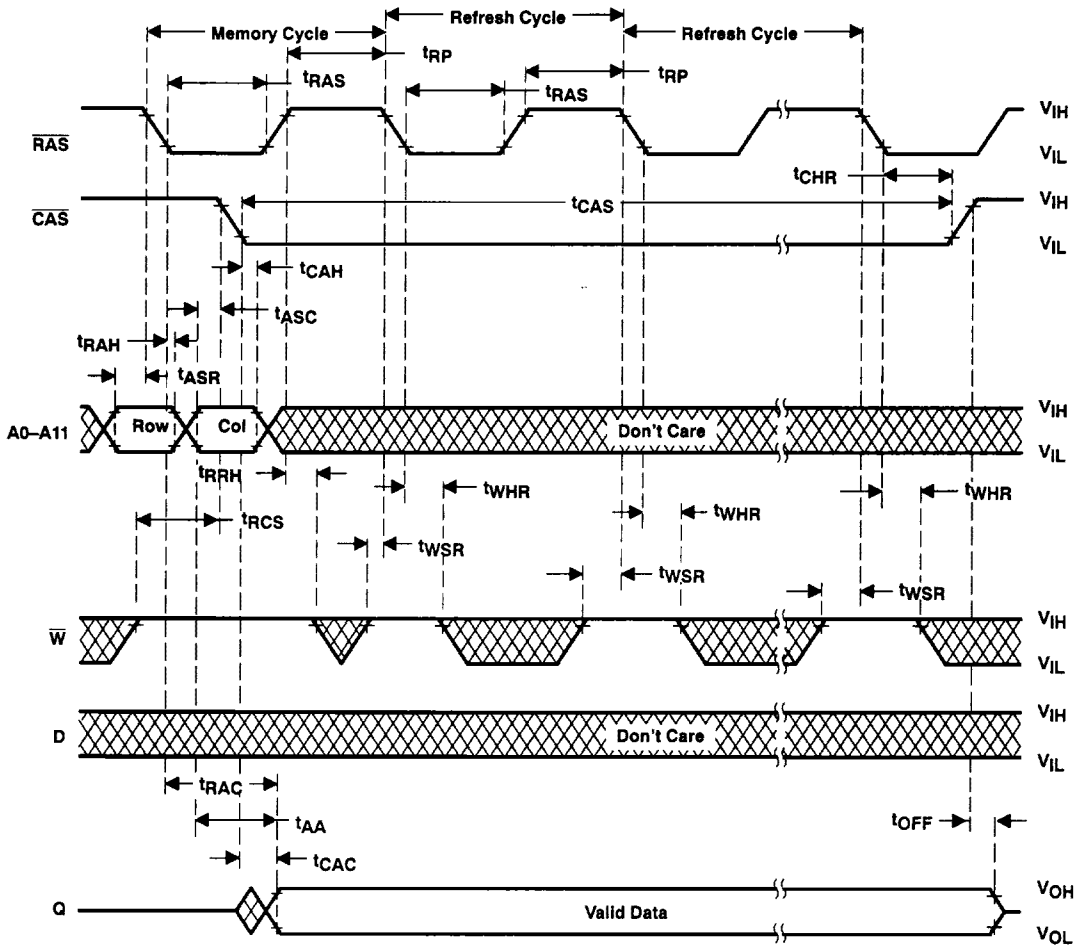 Memory Cycle
Refresh Cycle
Refresh Cycle
tRP
tRP
tRAS
tRAS
RAS
VIH
VIL
tCHR
CAS
tCAS
VIH
VIL
tCAH
tASC
tRAH
tASR
A0–A11
Row
Col
Don't Care
VIH
VIL
tRRH
tWHR
tWHR
tWHR
tRCS
tWSR
tWSR
tWSR
W
VIH
VIL
D
Don't Care
VIH
VIL
tRAC
tAA
tOFF
tCAC
Q
Valid Data
VOH
VOL